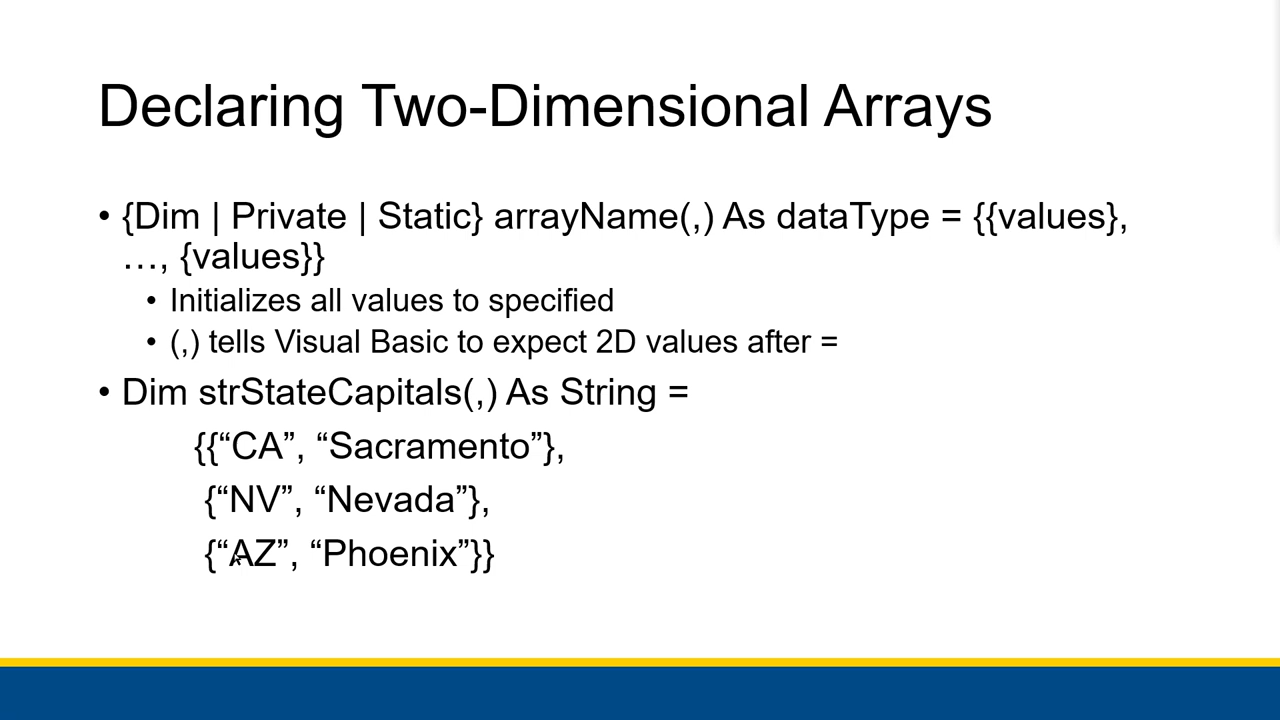 Declaring Two-Dimensional Arrays
• {Dim | Private | Static} arrayName(,) As dataType = {{values},
…, {values}}
• Initializes all values to specified
• (,) tells Visual Basic to expect 2D values after =
• Dim strStateCapitals(,) As String =
{{“CA”, “Sacramento”},
{“NV”, “Nevada”},
{“AZ”, “Phoenix”}}